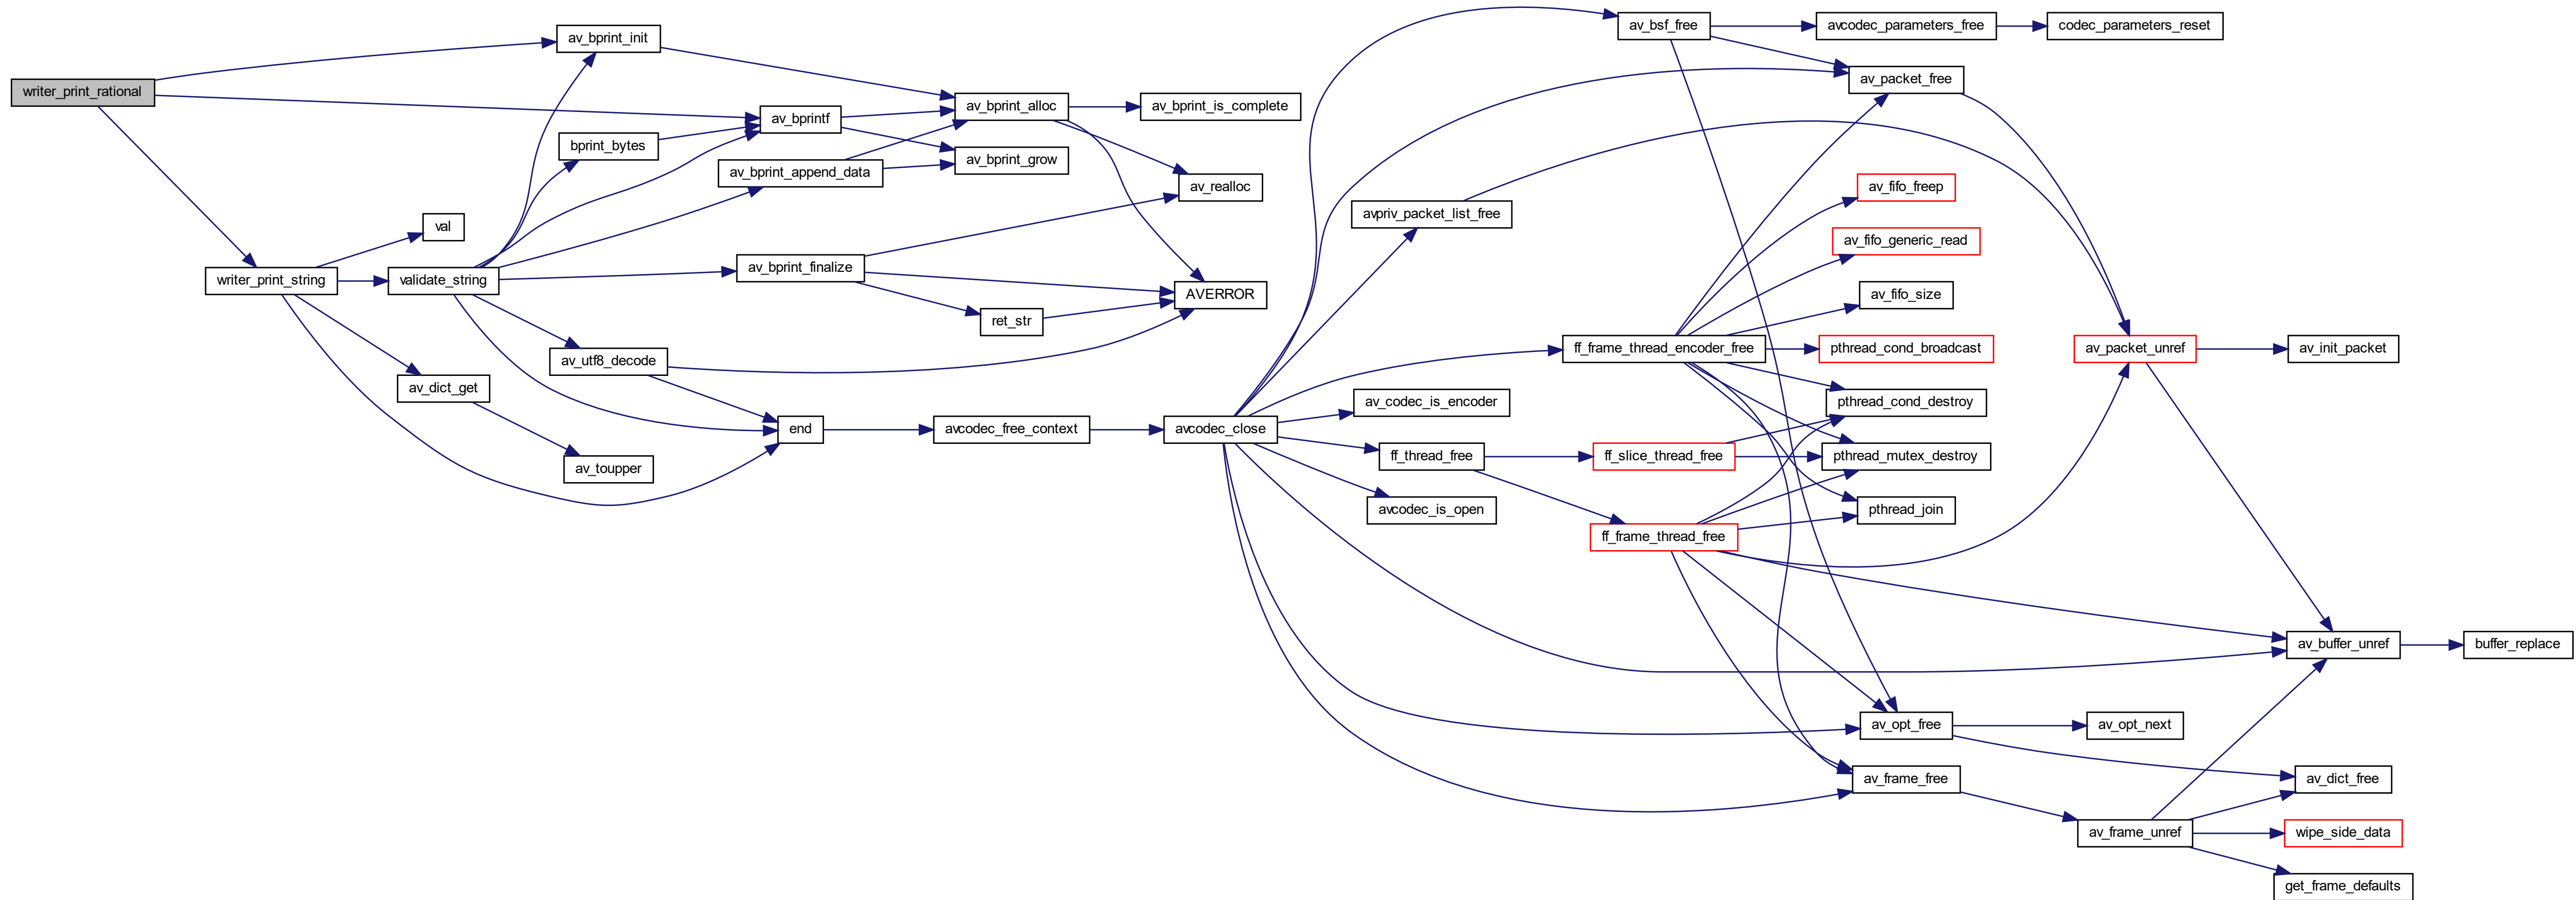 writer_print_rational
av_bprint_init
av_bprintf
bprint_bytes
av_bprint_append_data
av_bprint_alloc
av_bprint_is_complete
av_bprint_grow
av_realloc
val
writer_print_string
validate_string
av_bprint_finalize
ret_str
AVERROR
av_utf8_decode
av_dict_get
av_toupper
end
avcodec_free_context
avcodec_close
av_bsf_free
avcodec_parameters_free
codec_parameters_reset
av_packet_free
avpriv_packet_list_free
av_fifo_freep
av_fifo_generic_read
av_fifo_size
ff_frame_thread_encoder_free
pthread_cond_broadcast
av_packet_unref
av_init_packet
av_codec_is_encoder
pthread_cond_destroy
ff_thread_free
ff_slice_thread_free
pthread_mutex_destroy
avcodec_is_open
pthread_join
ff_frame_thread_free
av_buffer_unref
buffer_replace
av_opt_free
av_opt_next
av_frame_free
av_dict_free
av_frame_unref
wipe_side_data
get_frame_defaults